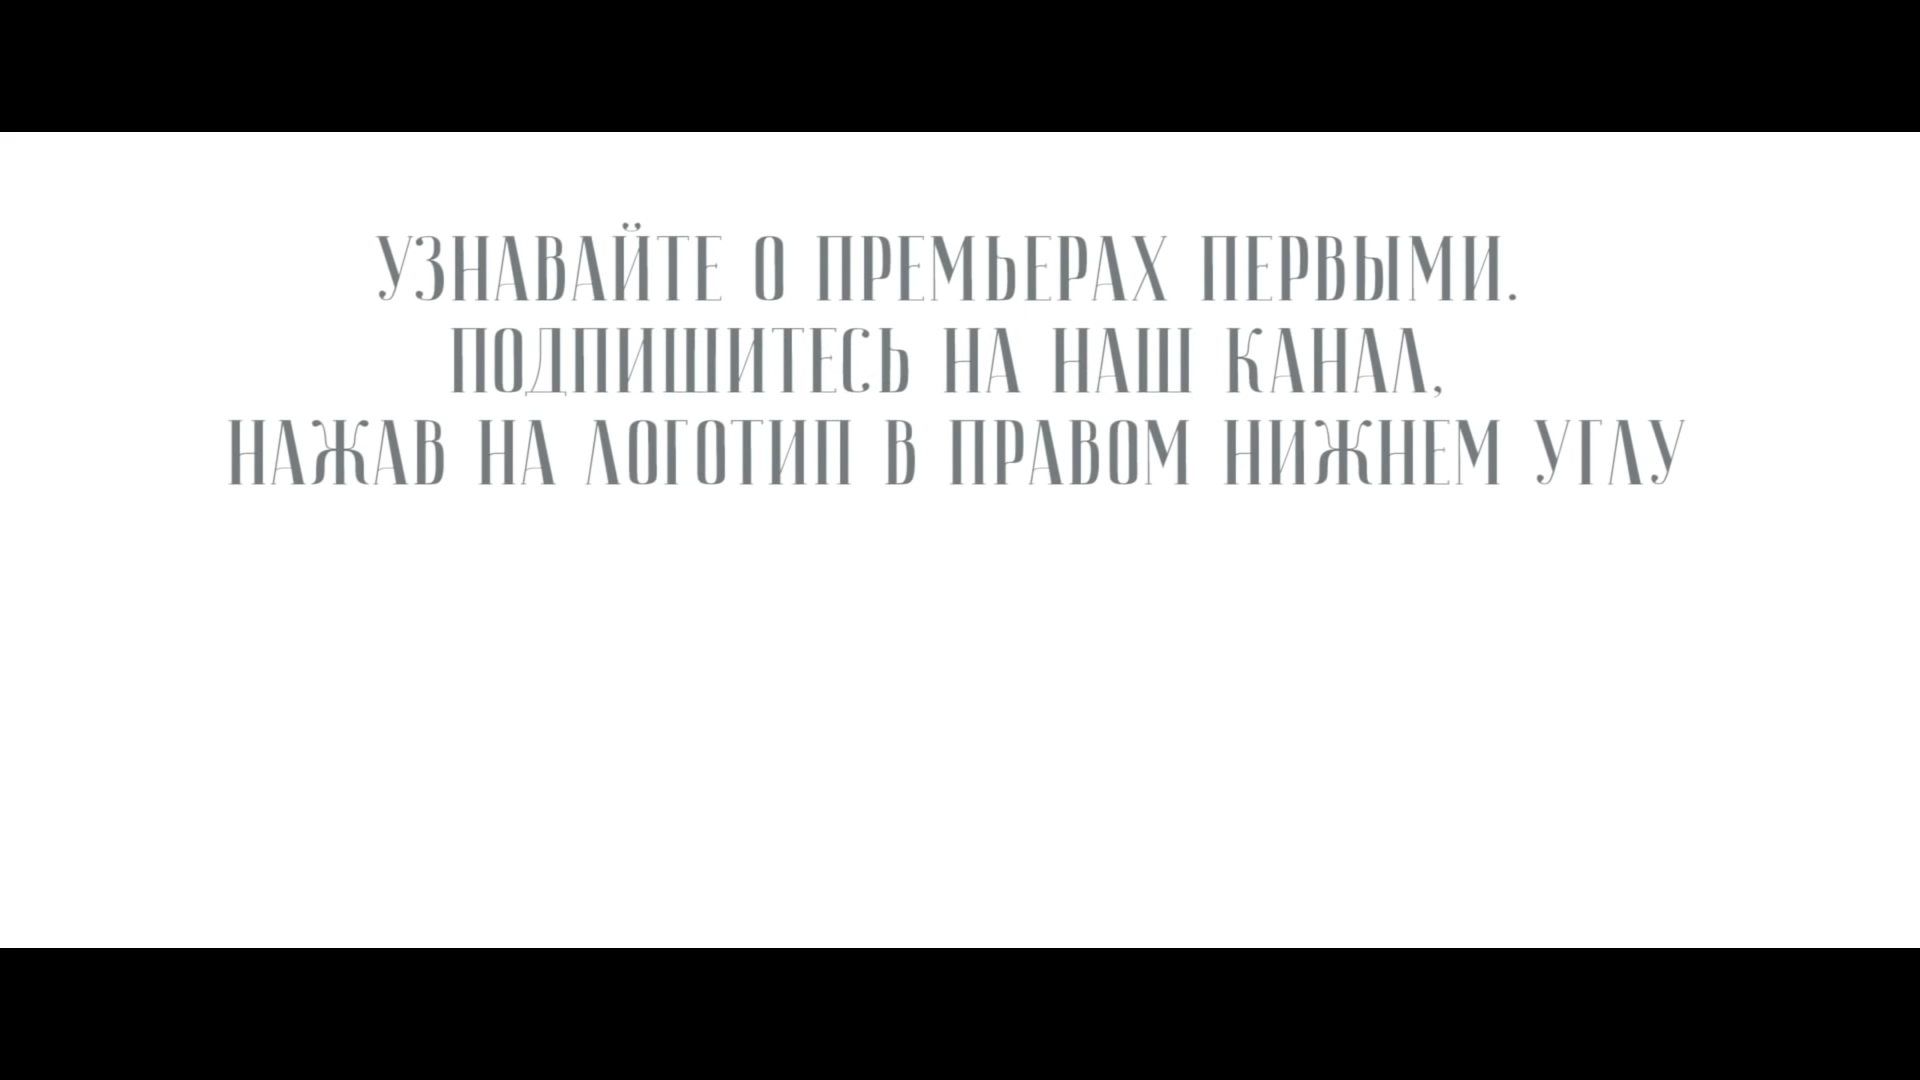 УЗНАВАЙТЕ О ПРЕМЬЕРАХ ПЕРВЫМИ.
ПОДПИШИТЕСЬ НА НАШ КАНАЛ,
НАЖАВ НА ЛОГОТИП В ПРАВОМ НИЖНЕМ УГЛУ